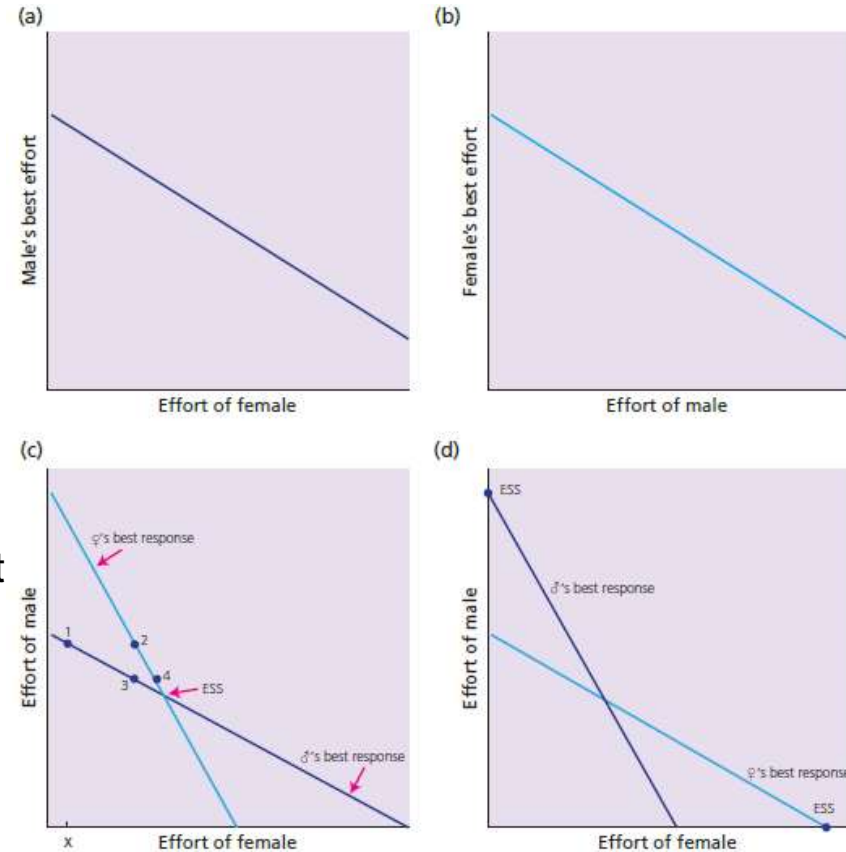 (a)
Male's best effort
Effort of female
(b)
Female's best effort
Effort of male
(c)
Effort of male
♀'s best response
1
2
3
4
ESS
♂'s best response
x
Effort of female
(d)
Effort of male
ESS
♂'s best response
♀'s best response
ESS
Effort of female
t